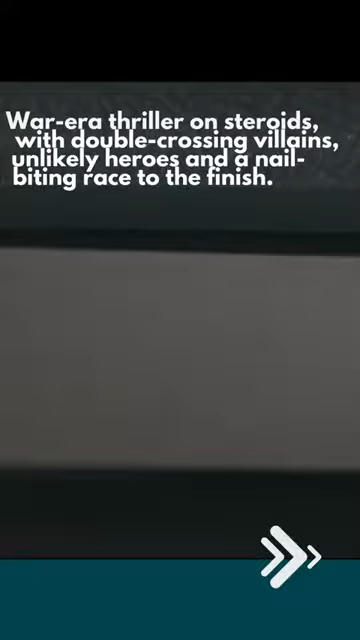 War-era thriller on steroids,
with double-crossing villains,
unlikely heroes and a nail-
biting race to the finish.